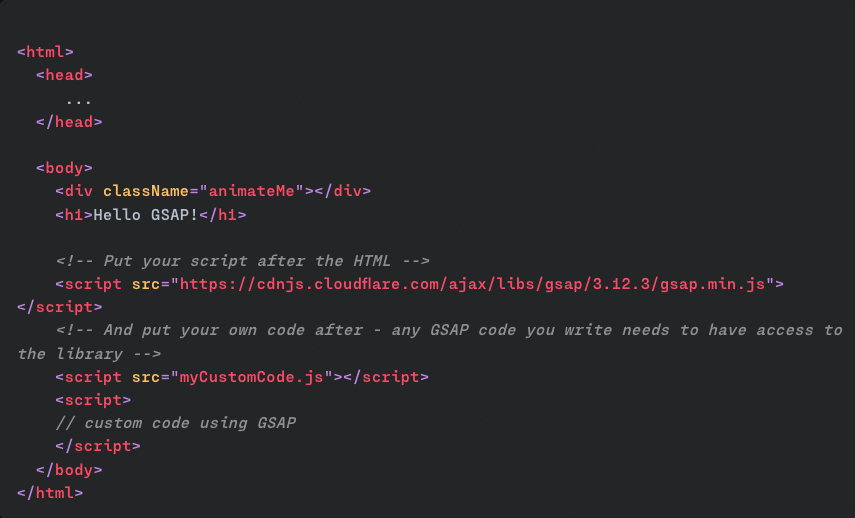 <html>
  <head>
     ...
  </head>

  <body>
    <div className="animateMe"></div>
    <h1>Hello GSAP!</h1>

    <!-- Put your script after the HTML -->
    <script src="https://cdnjs.cloudflare.com/ajax/libs/gsap/3.12.3/gsap.min.js">
</script>
    <!-- And put your own code after - any GSAP code you write needs to have access to
the library -->
    <script src="myCustomCode.js"></script>
    <script>
    // custom code using GSAP
    </script>
  </body>
</html>